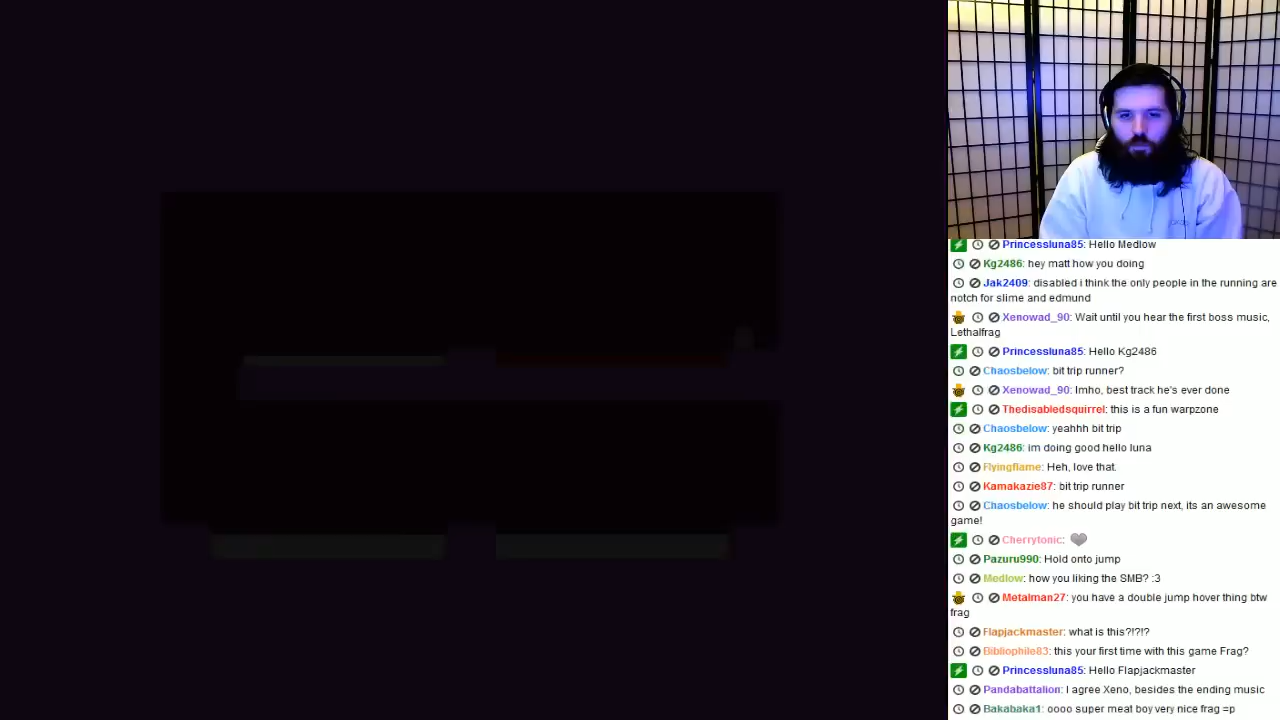 Princessluna85: Hello Medlow
Kg2486: hey matt how you doing
Jak2409: disabled i think the only people in the running are
notch for slime and edmund
Xenowad_90: Wait until you hear the first boss music,
Lethalfrag
Princessluna85: Hello Kg2486
Chaosbelow: bit trip runner?
Xenowad_90: Imho, best track he's ever done
Thedisabledsquirrel: this is a fun warpzone
Chaosbelow: yeahhh bit trip
Kg2486: im doing good hello luna
Flyingflame: Heh, love that.
Kamakazie87: bit trip runner
Chaosbelow: he should play bit trip next, its an awesome
game!
Cherrytonic:
Pazuru990: Hold onto jump
Medlow: how you liking the SMB? :3
Metalman27: you have a double jump hover thing btw
frag
Flapjackmaster: what is this?!?!?
Bibliophile83: this your first time with this game Frag?
Princessluna85: Hello Flapjackmaster
Pandabattalion: I agree Xeno, besides the ending music
Bakabaka1: oooo super meat boy very nice frag =p